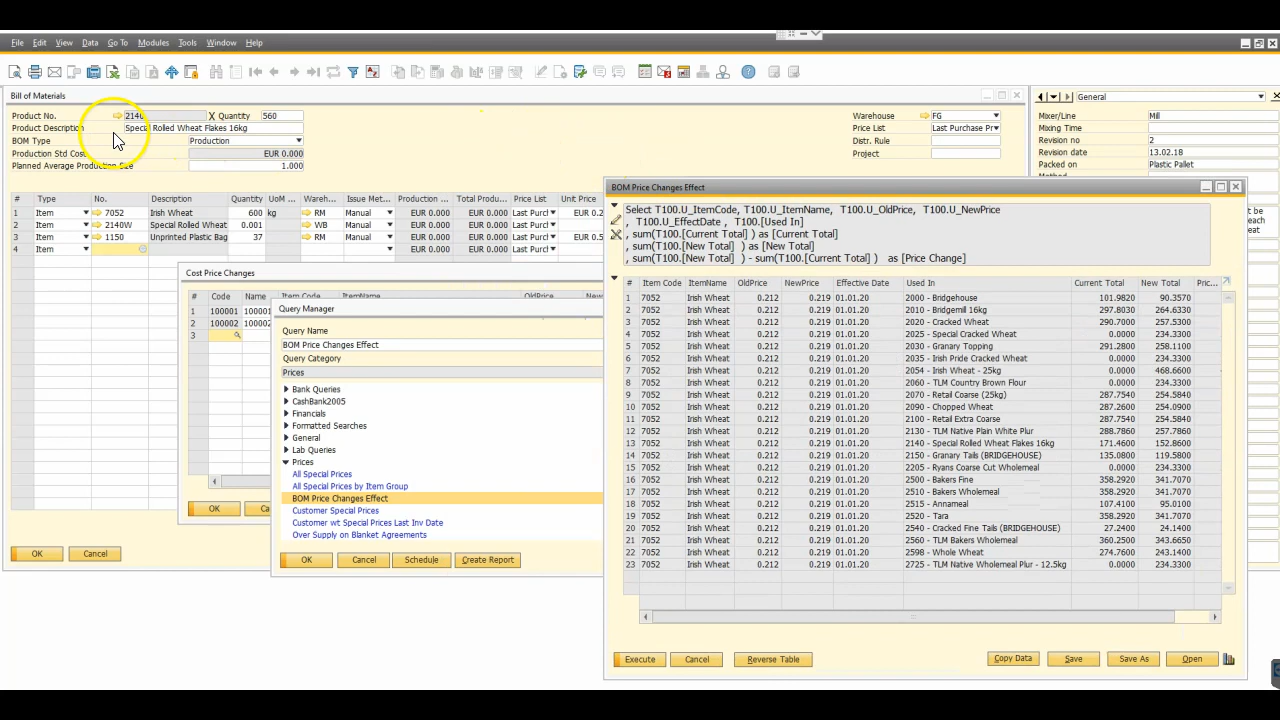 File Edit View Data Go To Modules Tools Window Help
Bill of Materials
Product No. 2140 X Quantity 560
Product Description Special Rolled Wheat Flakes 16kg
BOM Type Production
Production Std Cost EUR 0.000
Planned Average Production Size 1.000
Warehouse FG
Price List Last Purchase Pr
Distr. Rule
Project
General
Mixer/Line Mill
Mixing Time
Revision no 2
Revision date 13.02.18
Packed on Plastic Pallet
# Type No. Description Quantity UoM Wareh... Issue Met... Production ... Total Produ... Price List Unit Price
1 Item 7052 Irish Wheat 600 kg RM Manual EUR 0.000 EUR 0.000 Last Purcl EUR 0.2
2 Item 2140W Special Rolled Wheat 0.001 WB Manual EUR 0.000 EUR 0.000 Last Purcl
3 Item 1150 Unprinted Plastic Bag 37 RM Manual EUR 0.000 EUR 0.000 Last Purcl EUR 0.5
4 Item Manual EUR 0.000 EUR 0.000 Last Purcl
OK Cancel
Cost Price Changes
# Code Name Item Code ItemName OldPrice New
1 100001 10000
2 100002 10000
3
OK Ca
Query Manager
Query Name
BOM Price Changes Effect
Query Category
Prices
Bank Queries
CashBank2005
Financials
Formatted Searches
General
Lab Queries
Prices
All Special Prices
All Special Prices by Item Group
BOM Price Changes Effect
Customer Special Prices
Customer wt Special Prices Last Inv Date
Over Supply on Blanket Agreements
OK Cancel Schedule Create Report
BOM Price Changes Effect
Select T100.U_ItemCode, T100.U_ItemName, T100.U_OldPrice, T100.U_NewPrice
, T100.U_EffectDate , T100.[Used In]
, sum(T100.[Current Total] ) as [Current Total]
, sum(T100.[New Total] ) as [New Total]
, sum(T100.[New Total] ) - sum(T100.[Current Total] ) as [Price Change]
# Item Code ItemName OldPrice NewPrice Effective Date Used In Current Total New Total Pric...
1 7052 Irish Wheat 0.212 0.219 01.01.20 2000 - Bridgehouse 101.9820 90.3570
2 7052 Irish Wheat 0.212 0.219 01.01.20 2010 - Bridgemill 16kg 297.8030 264.6330
3 7052 Irish Wheat 0.212 0.219 01.01.20 2020 - Cracked Wheat 290.7000 257.5300
4 7052 Irish Wheat 0.212 0.219 01.01.20 2025 - Special Cracked Wheat 0.0000 234.3300
5 7052 Irish Wheat 0.212 0.219 01.01.20 2030 - Granary Topping 291.2800 258.1100
6 7052 Irish Wheat 0.212 0.219 01.01.20 2035 - Irish Pride Cracked Wheat 0.0000 234.3300
7 7052 Irish Wheat 0.212 0.219 01.01.20 2054 - Irish Wheat - 25kg 0.0000 468.6600
8 7052 Irish Wheat 0.212 0.219 01.01.20 2060 - TLM Country Brown Flour 0.0000 234.3300
9 7052 Irish Wheat 0.212 0.219 01.01.20 2070 - Retail Coarse (25kg) 287.7540 254.5840
10 7052 Irish Wheat 0.212 0.219 01.01.20 2090 - Chopped Wheat 287.2600 254.0900
11 7052 Irish Wheat 0.212 0.219 01.01.20 2100 - Retail Extra Coarse 287.7540 254.5840
12 7052 Irish Wheat 0.212 0.219 01.01.20 2130 - TLM Native Plain White Plur 288.7860 257.7860
13 7052 Irish Wheat 0.212 0.219 01.01.20 2140 - Special Rolled Wheat Flakes 16kg 171.4600 152.8600
14 7052 Irish Wheat 0.212 0.219 01.01.20 2150 - Granary Tails (BRIDGEHOUSE) 135.0800 119.5800
15 7052 Irish Wheat 0.212 0.219 01.01.20 2205 - Ryans Coarse Cut Wholemeal 0.0000 234.3300
16 7052 Irish Wheat 0.212 0.219 01.01.20 2500 - Bakers Fine 358.2920 341.7070
17 7052 Irish Wheat 0.212 0.219 01.01.20 2510 - Bakers Wholemeal 358.2920 341.7070
18 7052 Irish Wheat 0.212 0.219 01.01.20 2515 - Annameal 107.4100 95.0100
19 7052 Irish Wheat 0.212 0.219 01.01.20 2520 - Tara 358.2920 341.7070
20 7052 Irish Wheat 0.212 0.219 01.01.20 2540 - Cracked Fine Tails (BRIDGEHOUSE) 27.2400 24.1400
21 7052 Irish Wheat 0.212 0.219 01.01.20 2560 - TLM Bakers Wholemeal 360.2500 343.6650
22 7052 Irish Wheat 0.212 0.219 01.01.20 2598 - Whole Wheat 274.7600 243.1400
23 7052 Irish Wheat 0.212 0.219 01.01.20 2725 - TLM Native Wholemeal Plur - 12.5kg 0.0000 234.3300
Execute Cancel Reverse Table Copy Data Save Save As Open